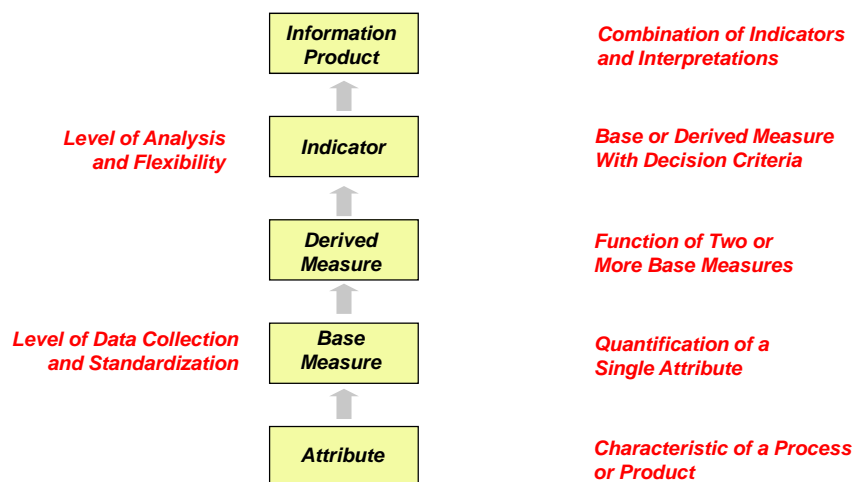 Information
Product
Combination of Indicators
and Interpretations
Level of Analysis
and Flexibility
Indicator
Base or Derived Measure
With Decision Criteria
Derived
Measure
Function of Two or
More Base Measures
Level of Data Collection
and Standardization
Base
Measure
Quantification of a
Single Attribute
Attribute
Characteristic of a Process
or Product